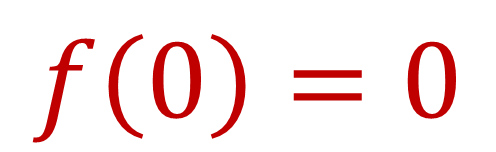 f(0) = 0